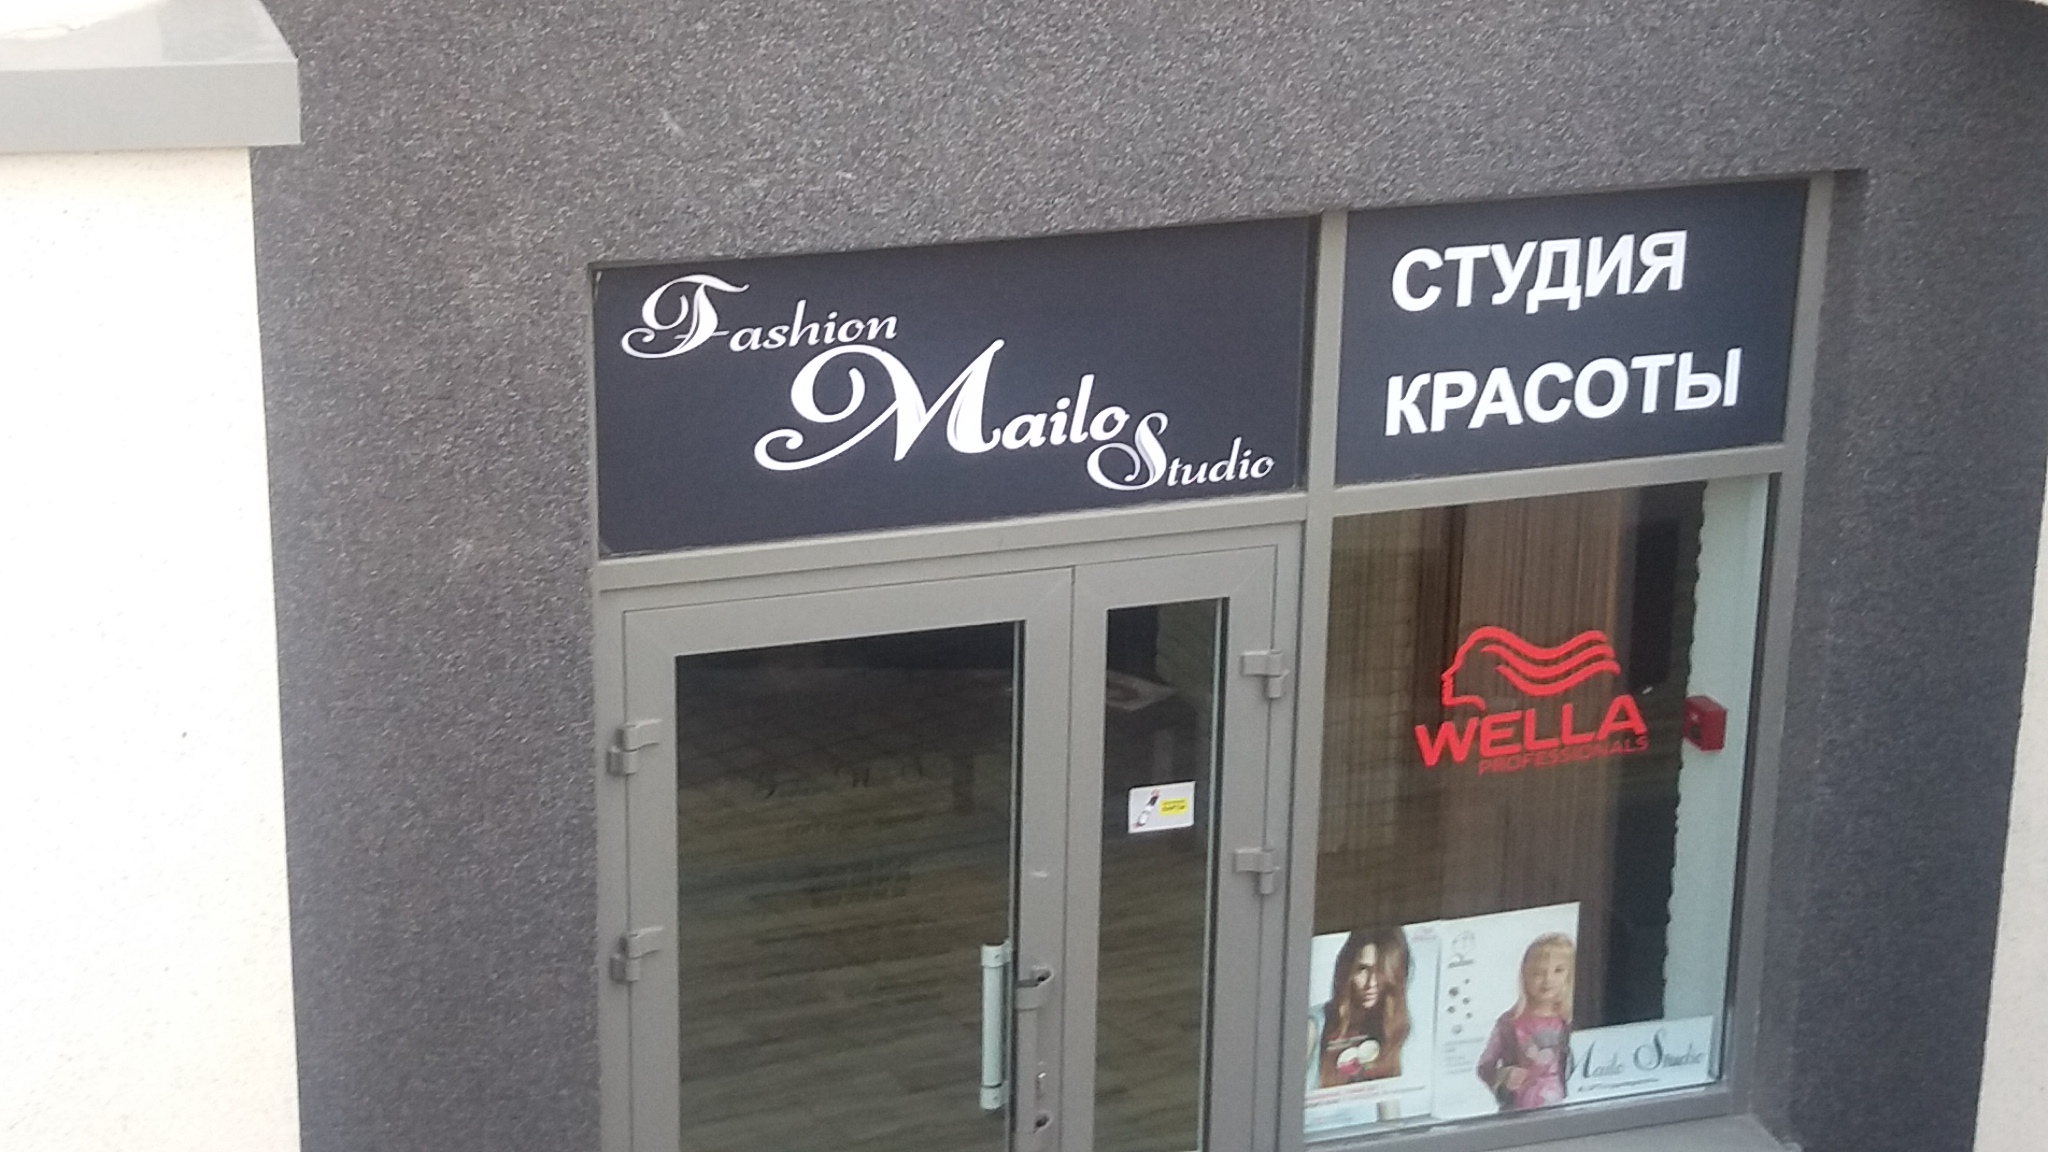 Fashion
Mailo
Studio
СТУДИЯ
КРАСОТЫ
WELLA
PROFESSIONALS
Mailo Studio